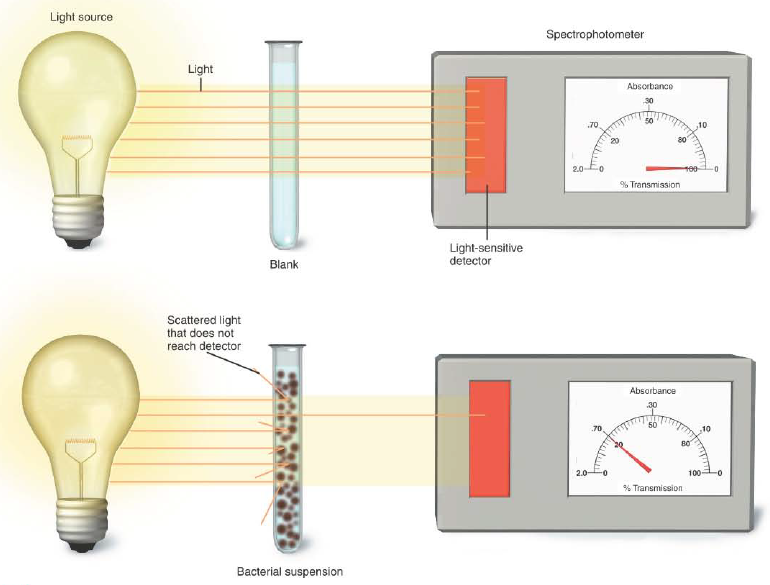 Light source
Spectrophotometer
Light
Absorbance
.30
.70 50 .10
20 80
2.0 0 100 0
% Transmission
Light-sensitive
detector
Blank
Scattered light
that does not
reach detector
Absorbance
.30
.70 50 .10
20 80
2.0 0 100 0
% Transmission
Bacterial suspension